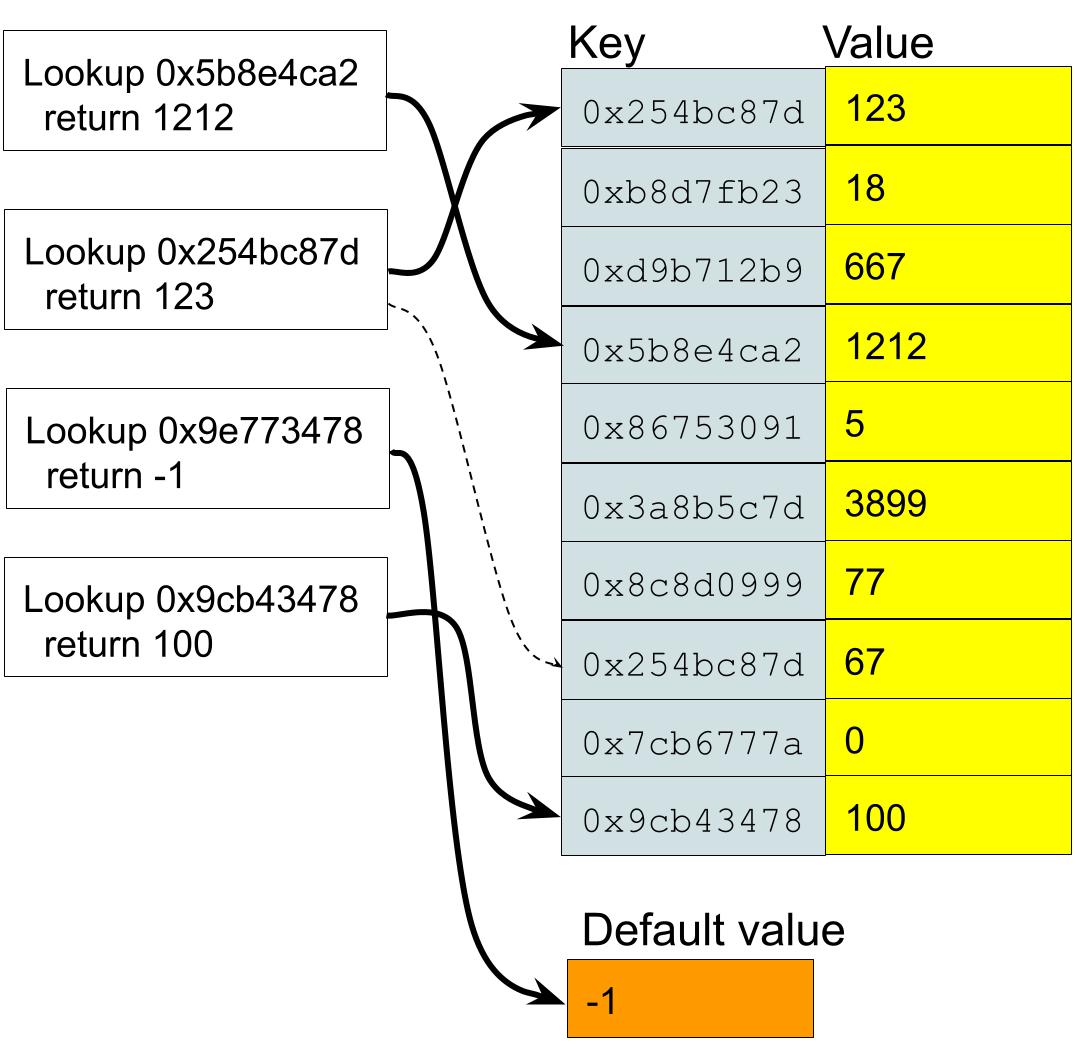 Lookup 0x5b8e4ca2
return 1212
Lookup 0x254bc87d
return 123
Lookup 0x9e773478
return -1
Lookup 0x9cb43478
return 100
Key Value
0x254bc87d 123
0xb8d7fb23 18
0xd9b712b9 667
0x5b8e4ca2 1212
0x86753091 5
0x3a8b5c7d 3899
0x8c8d0999 77
0x254bc87d 67
0x7cb6777a 0
0x9cb43478 100
Default value
-1